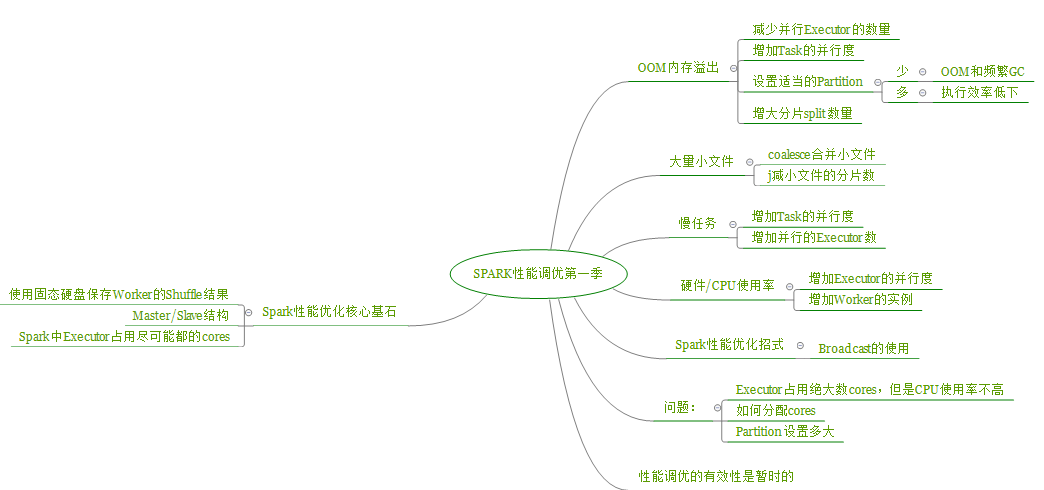 SPARK性能调优第一季
OOM内存溢出
减少并行Executor的数量
增加Task的并行度
设置适当的Partition
少
OOM和频繁GC
多
执行效率低下
增大分片split数量
大量小文件
coalesce合并小文件
j减小文件的分片数
慢任务
增加Task的并行度
增加并行的Executor数
硬件/CPU使用率
增加Executor的并行度
增加Worker的实例
Spark性能优化招式
Broadcast的使用
问题：
Executor占用绝大数cores，但是CPU使用率不高
如何分配cores
Partition 设置多大
性能调优的有效性是暂时的
Spark性能优化核心基石
使用固态硬盘保存Worker的Shuffle结果
Master/Slave结构
Spark中Executor占用尽可能都的cores